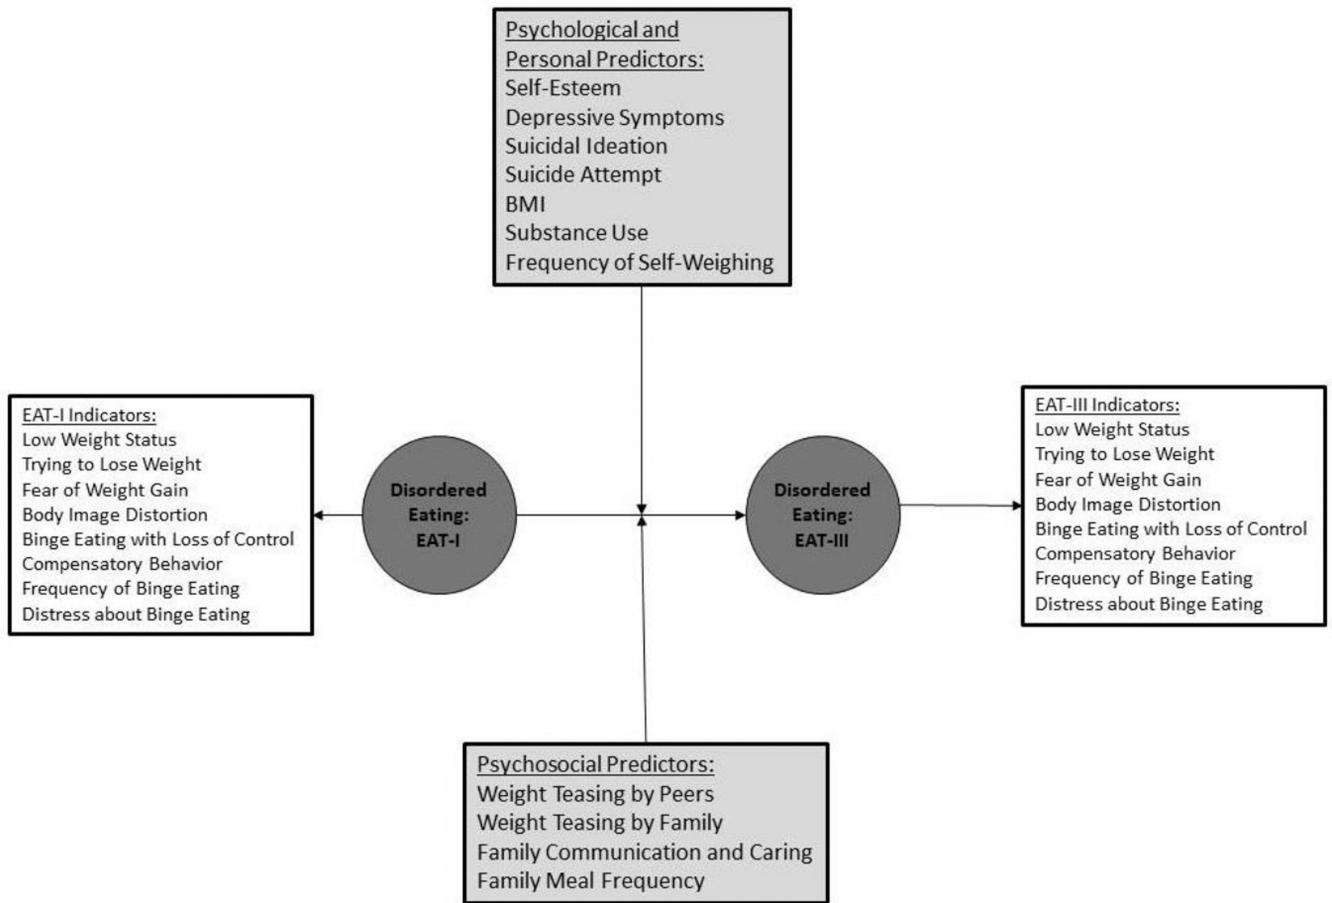 Psychological and
Personal Predictors:
Self-Esteem
Depressive Symptoms
Suicidal Ideation
Suicide Attempt
BMI
Substance Use
Frequency of Self-Weighing
EAT-I Indicators:
Low Weight Status
Trying to Lose Weight
Fear of Weight Gain
Body Image Distortion
Binge Eating with Loss of Control
Compensatory Behavior
Frequency of Binge Eating
Distress about Binge Eating
Disordered
Eating:
EAT-I
Disordered
Eating:
EAT-III
EAT-III Indicators:
Low Weight Status
Trying to Lose Weight
Fear of Weight Gain
Body Image Distortion
Binge Eating with Loss of Control
Compensatory Behavior
Frequency of Binge Eating
Distress about Binge Eating
Psychosocial Predictors:
Weight Teasing by Peers
Weight Teasing by Family
Family Communication and Caring
Family Meal Frequency